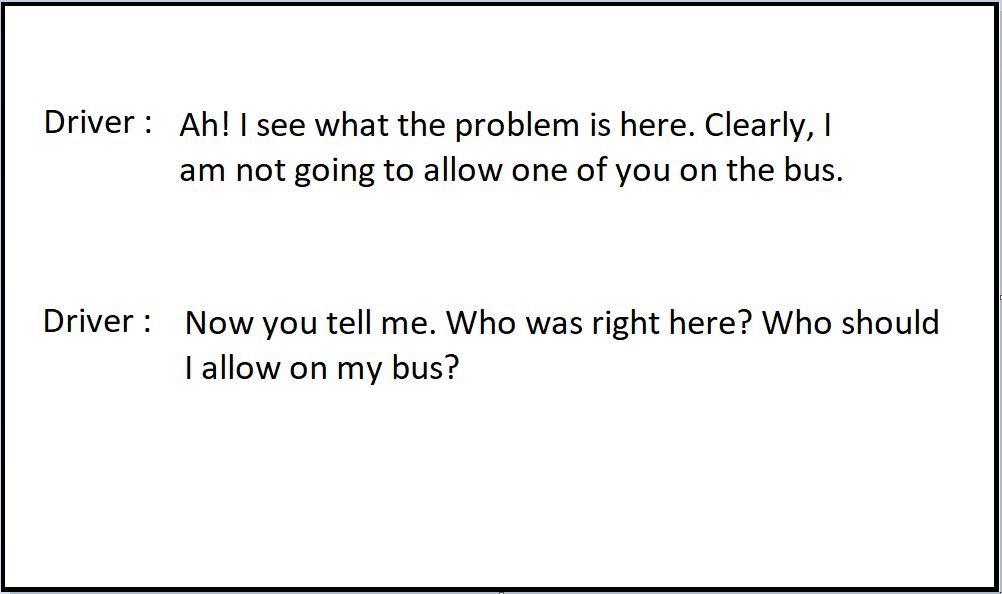 Driver : Ah! I see what the problem is here. Clearly, I
am not going to allow one of you on the bus.
Driver : Now you tell me. Who was right here? Who should
I allow on my bus?